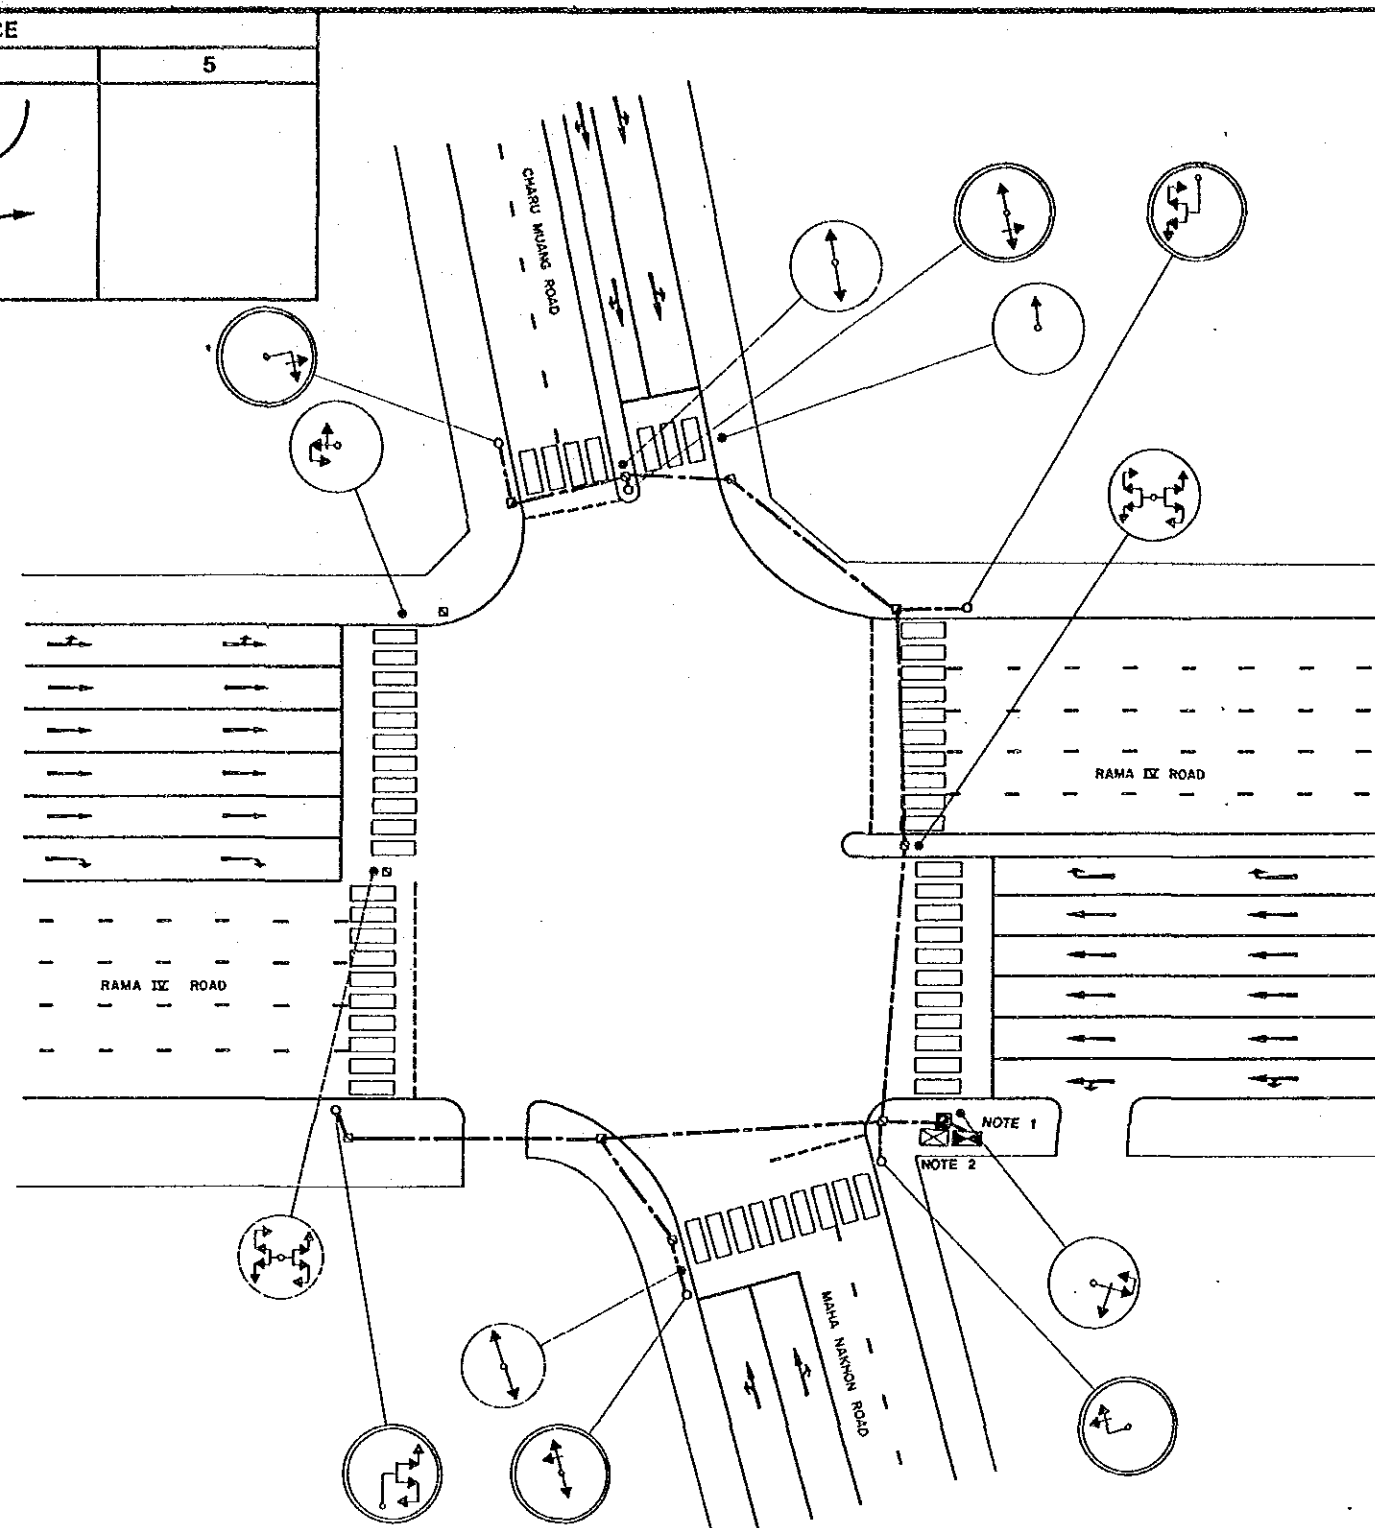 CE
5
CHARU MUANG ROAD
RAMA IV ROAD
RAMA IV ROAD
NOTE 1
NOTE 2
MAHA NAKHON ROAD